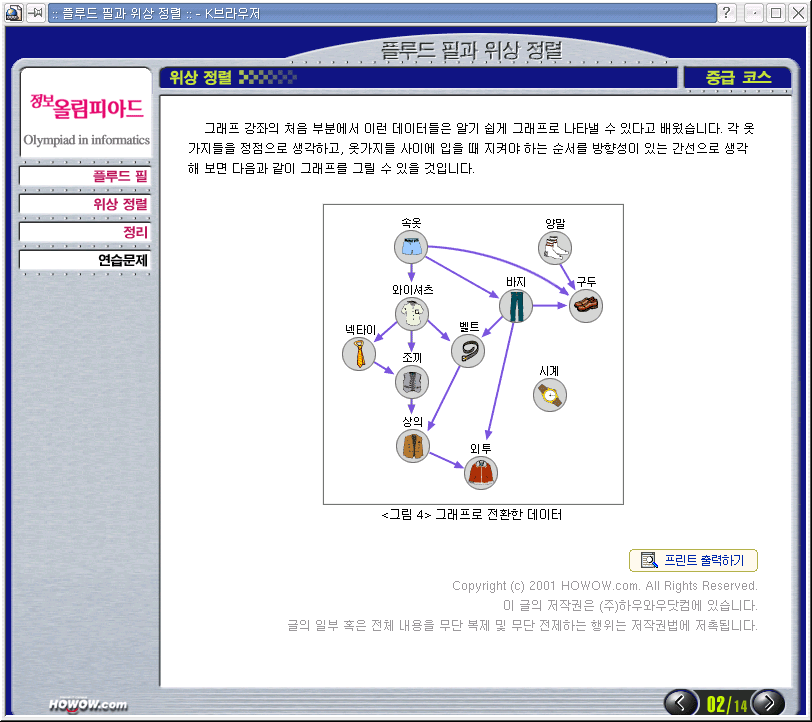 :: 플루드 필과 위상 정렬 :: - K브라우저
플루드 필과 위상 정렬
정보올림피아드
Olympiad in informatics
플루드 필
위상 정렬
정리
연습문제
위상 정렬
중급 코스
그래프 강좌의 처음 부분에서 이런 데이터들은 알기 쉽게 그래프로 나타낼 수 있다고 배웠습니다. 각 옷
가지들을 정점으로 생각하고, 옷가지들 사이에 입을 때 지켜야 하는 순서를 방향성이 있는 간선으로 생각
해 보면 다음과 같이 그래프를 그릴 수 있을 것입니다.
속옷
양말
바지
구두
와이셔츠
넥타이
벨트
조끼
시계
상의
외투
<그림 4> 그래프로 전환한 데이터
프린트 출력하기
Copyright (c) 2001 HOWOW.com. All Rights Reserved.
이 글의 저작권은 (주)하우와우닷컴에 있습니다.
글의 일부 혹은 전체 내용을 무단 복제 및 무단 전제하는 행위는 저작권법에 저촉됩니다.
HOWOW.com
02/14